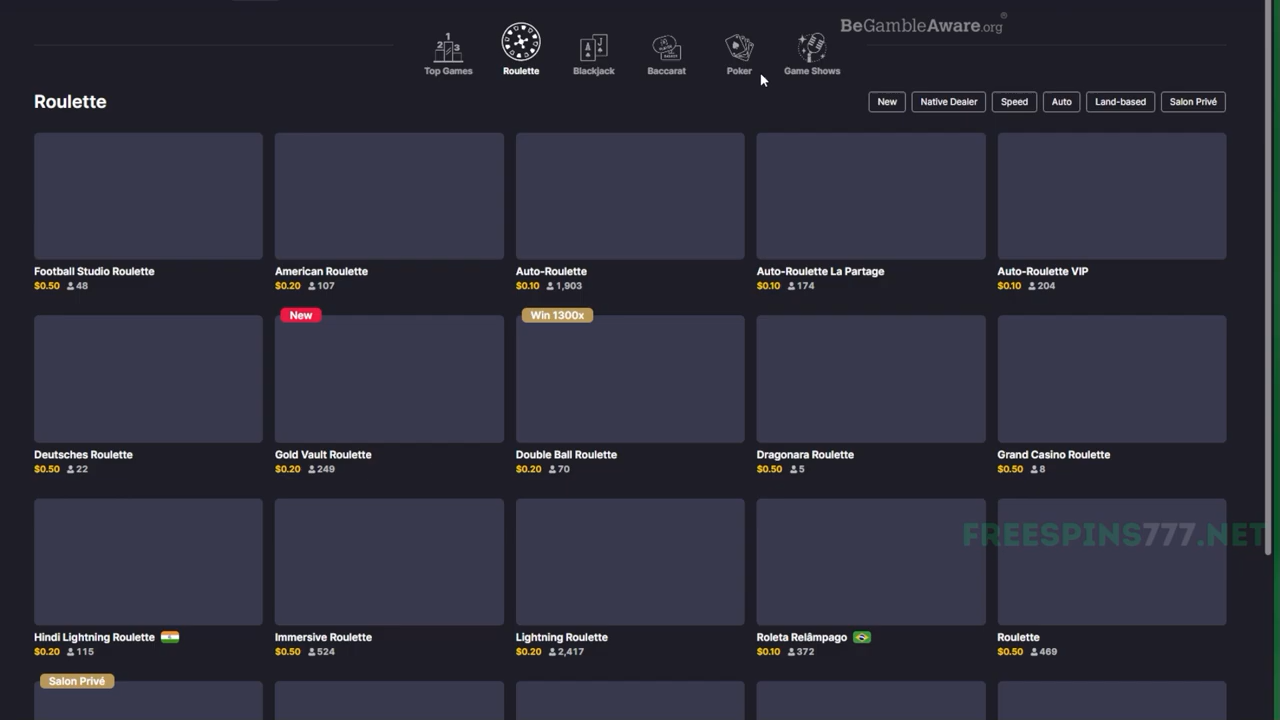 BeGambleAware.org®
Top Games
Roulette
Blackjack
Baccarat
Poker
Game Shows
Roulette
New
Native Dealer
Speed
Auto
Land-based
Salon Privé
Football Studio Roulette
$0.50 48
American Roulette
$0.20 107
Auto-Roulette
$0.10 1,903
Auto-Roulette La Partage
$0.10 174
Auto-Roulette VIP
$0.10 204
Deutsches Roulette
$0.50 22
New
Gold Vault Roulette
$0.20 249
Win 1300x
Double Ball Roulette
$0.20 70
Dragonara Roulette
$0.50 5
Grand Casino Roulette
$0.50 8
FREESPINS777.NET
Hindi Lightning Roulette
$0.20 115
Immersive Roulette
$0.50 524
Lightning Roulette
$0.20 2,417
Roleta Relâmpago
$0.10 372
Roulette
$0.50 469
Salon Privé